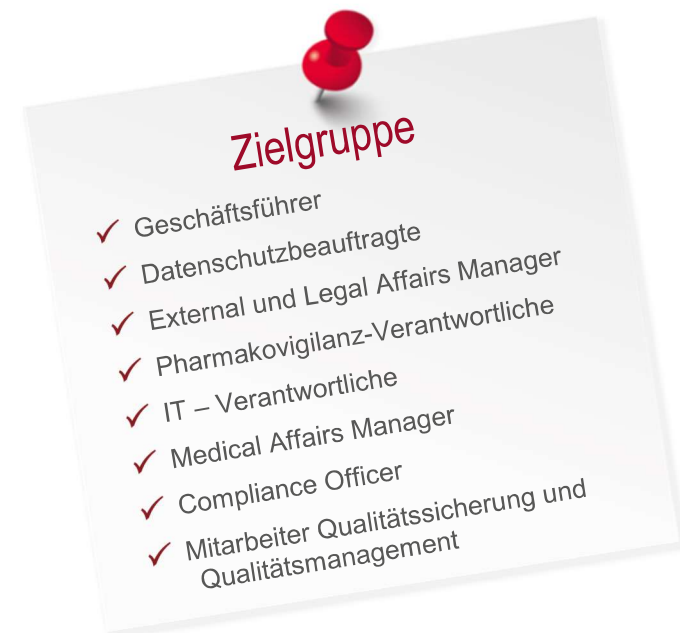 Zielgruppe
✓ Geschäftsführer
✓ Datenschutzbeauftragte
✓ External und Legal Affairs Manager
✓ Pharmakovigilanz-Verantwortliche
✓ IT – Verantwortliche
✓ Medical Affairs Manager
✓ Compliance Officer
✓ Mitarbeiter Qualitätssicherung und
Qualitätsmanagement